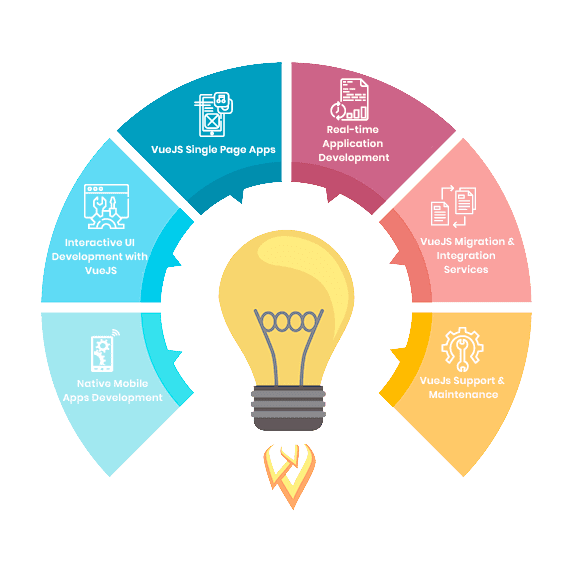 VueJS Single Page Apps
Real-time
Application
Development
Interactive UI
Development with
VueJS
VueJS Migration &
Integration
Services
Native Mobile
Apps Development
VueJs Support &
Maintenance